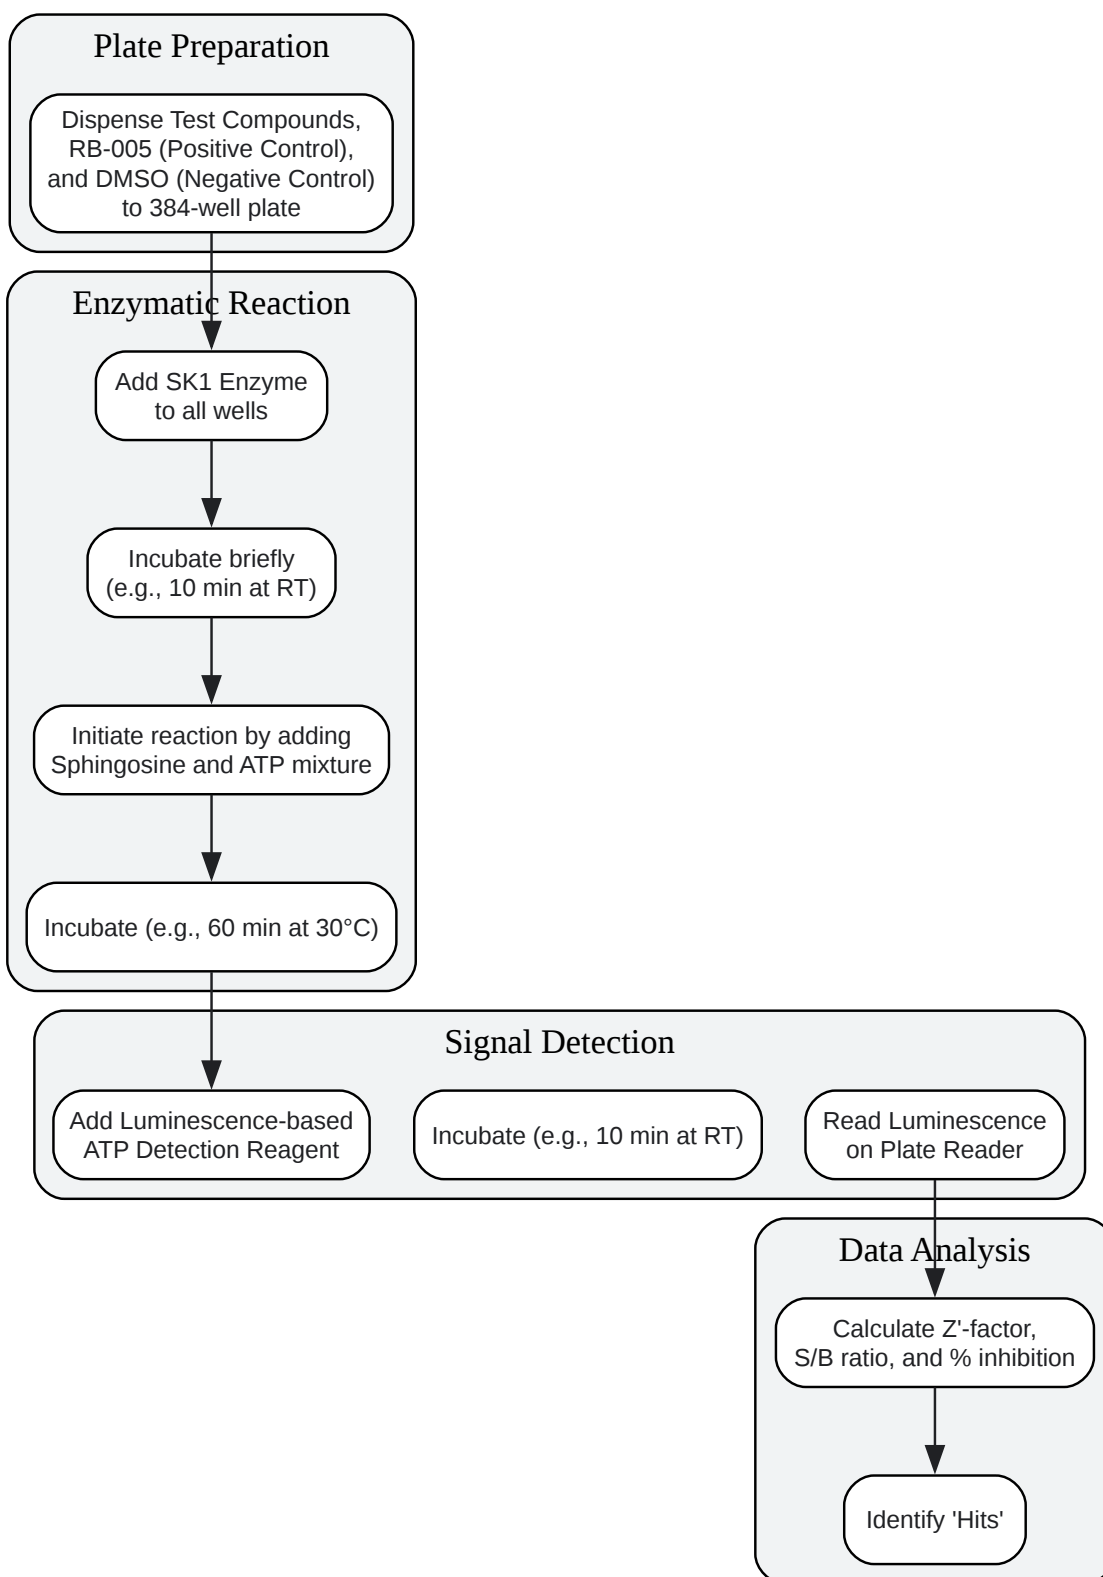 Plate Preparation
Dispense Test Compounds,
RB-005 (Positive Control),
and DMSO (Negative Control)
to 384-well plate
Enzymatic Reaction
Add SK1 Enzyme
to all wells
Incubate briefly
(e.g., 10 min at RT)
Initiate reaction by adding
Sphingosine and ATP mixture
Incubate (e.g., 60 min at 30°C)
Signal Detection
Add Luminescence-based
ATP Detection Reagent
Incubate (e.g., 10 min at RT)
Read Luminescence
on Plate Reader
Data Analysis
Calculate Z'-factor,
S/B ratio, and % inhibition
Identify 'Hits'